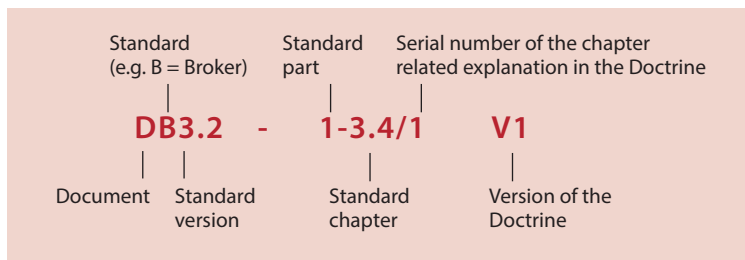 Standard
(e.g. B = Broker)
Standard
part
Serial number of the chapter
related explanation in the Doctrine
DB3.2 - 1-3.4/1 V1
Document
Standard
version
Standard
chapter
Version of the
Doctrine